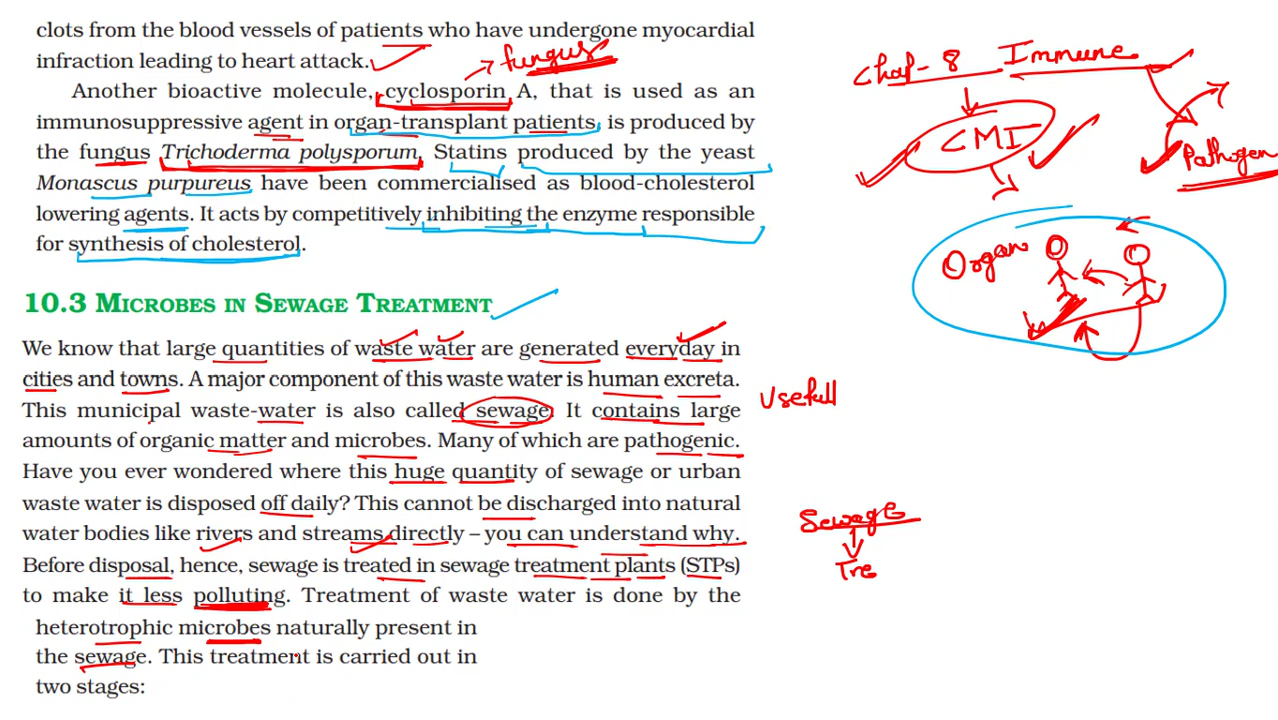 clots from the blood vessels of patients who have undergone myocardial
infraction leading to heart attack.
→ fungus
Another bioactive molecule, cyclosporin A, that is used as an
immunosuppressive agent in organ-transplant patients, is produced by
the fungus Trichoderma polysporum. Statins produced by the yeast
Monascus purpureus have been commercialised as blood-cholesterol
lowering agents. It acts by competitively inhibiting the enzyme responsible
for synthesis of cholesterol.
10.3 MICROBES IN SEWAGE TREATMENT
We know that large quantities of waste water are generated everyday in
cities and towns. A major component of this waste water is human excreta.
This municipal waste-water is also called sewage. It contains large
amounts of organic matter and microbes. Many of which are pathogenic.
Have you ever wondered where this huge quantity of sewage or urban
waste water is disposed off daily? This cannot be discharged into natural
water bodies like rivers and streams directly – you can understand why.
Before disposal, hence, sewage is treated in sewage treatment plants (STPs)
to make it less polluting. Treatment of waste water is done by the
heterotrophic microbes naturally present in
the sewage. This treatment is carried out in
two stages:
Chap-8 Immune
CMI
Pathogen
Organ
Usefull
Sewage
Tre